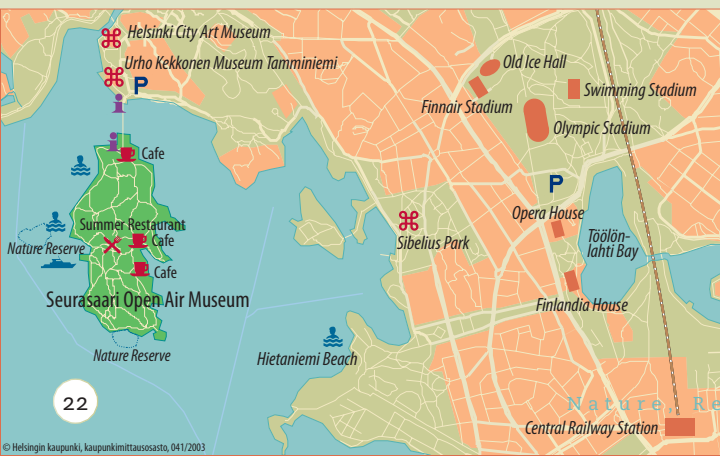 Helsinki City Art Museum
Urho Kekkonen Museum Tamminiemi
P
i
Old Ice Hall
Swimming Stadium
Finnair Stadium
Olympic Stadium
i
Cafe
P
Summer Restaurant
Cafe
Nature Reserve
Cafe
Opera House
Sibelius Park
Töölön-
lahti Bay
Seurasaari Open Air Museum
Finlandia House
Nature Reserve
Hietaniemi Beach
22
Nature, Re
Central Railway Station
© Helsingin kaupunki, kaupunkimittausosasto, 041/2003